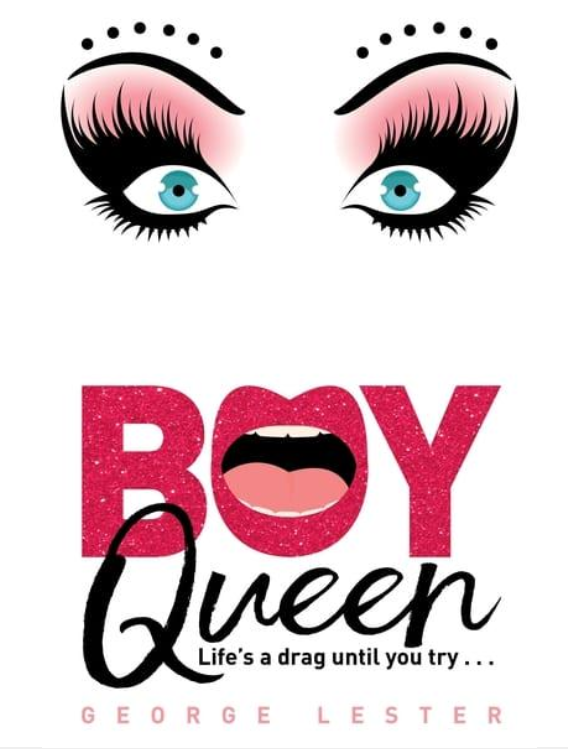 BOY
Queen
Life's a drag until you try...
GEORGE LESTER